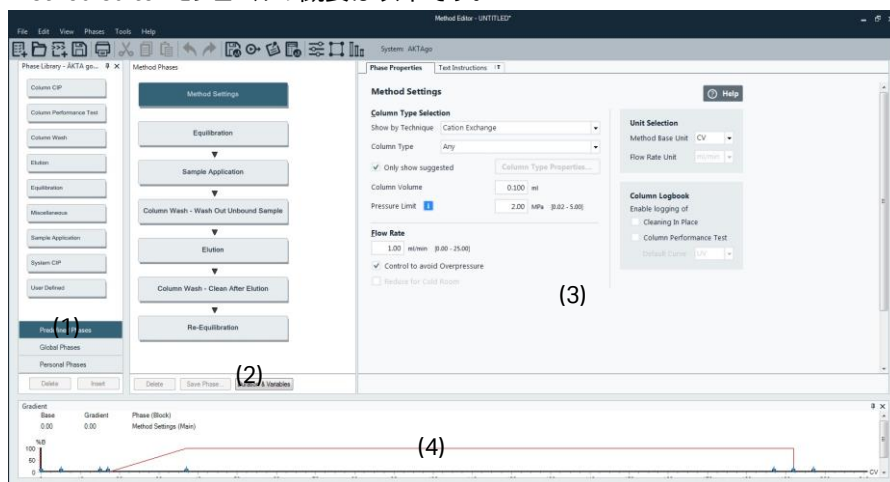 Method Editor - UNTITLED*
File Edit View Phases Tools Help
System: AKTAgo
Phase Library - ÄKTA go...
Column CIP
Column Performance Test
Column Wash
Elution
Equilibration
Miscellaneous
Sample Application
System CIP
User Defined
(1)
Predefined Phases
Global Phases
Personal Phases
Delete Insert
Method Phases
Method Settings
Equilibration
Sample Application
Column Wash - Wash Out Unbound Sample
Elution
Column Wash - Clean After Elution
Re-Equilibration
(2)
Delete Save Phase... & Variables
Phase Properties Text Instructions
Method Settings
Help
Column Type Selection
Show by Technique Cation Exchange
Column Type Any
Only show suggested Column Type Properties...
Column Volume 0.100 ml
Pressure Limit 2.00 MPa [0.02 - 5.00]
Flow Rate
1.00 ml/min [0.00 - 25.00]
Control to avoid Overpressure
Reduce for Cold Room
(3)
Unit Selection
Method Base Unit CV
Flow Rate Unit ml/min
Column Logbook
Enable logging of
Cleaning In Place
Column Performance Test
Default Curve: UV
Gradient
Base Gradient Phase (Block)
0.00 0.00 Method Settings (Main)
(4)
%B
100
50
0
CV